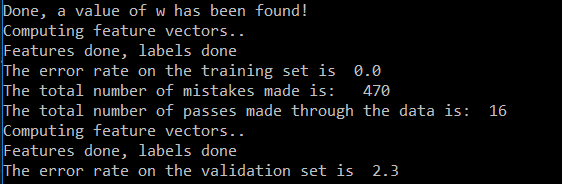 Done, a value of w has been found!
Computing feature vectors..
Features done, labels done
The error rate on the training set is  0.0
The total number of mistakes made is:   470
The total number of passes made through the data is:  16
Computing feature vectors..
Features done, labels done
The error rate on the validation set is  2.3